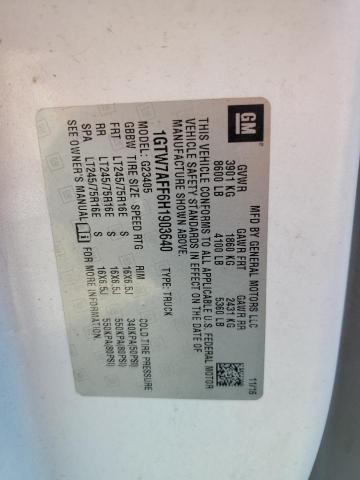 GM
MFD BY GENERAL MOTORS LLC
11/16
GVWR GAWR FRT GAWR RR
3901 KG 1860 KG 2431 KG
8600 LB 4100 LB 5360 LB
THIS VEHICLE CONFORMS TO ALL APPLICABLE U.S. FEDERAL MOTOR
VEHICLE SAFETY STANDARDS IN EFFECT ON THE DATE OF
MANUFACTURE SHOWN ABOVE.
1GTW7AFF6H1903640 TYPE: TRUCK
MODEL: G23405
GBBW TIRE SIZE SPEED RTG RIM COLD TIRE PRESSURE
FRT LT245/75R16E S 16X6.5J 340KPA(50PSI)
RR LT245/75R16E S 16X6.5J 550KPA(80PSI)
SPA LT245/75R16E S 16X6.5J 550KPA(80PSI)
SEE OWNER'S MANUAL FOR MORE INFORMATION.